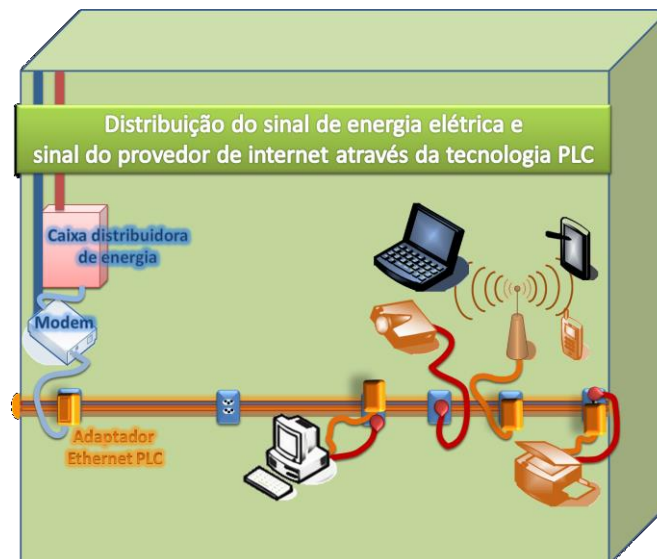 Distribuição do sinal de energia elétrica e
sinal do provedor de internet através da tecnologia PLC
Caixa distribuidora
de energia
Modem
Adaptador
Ethernet PLC